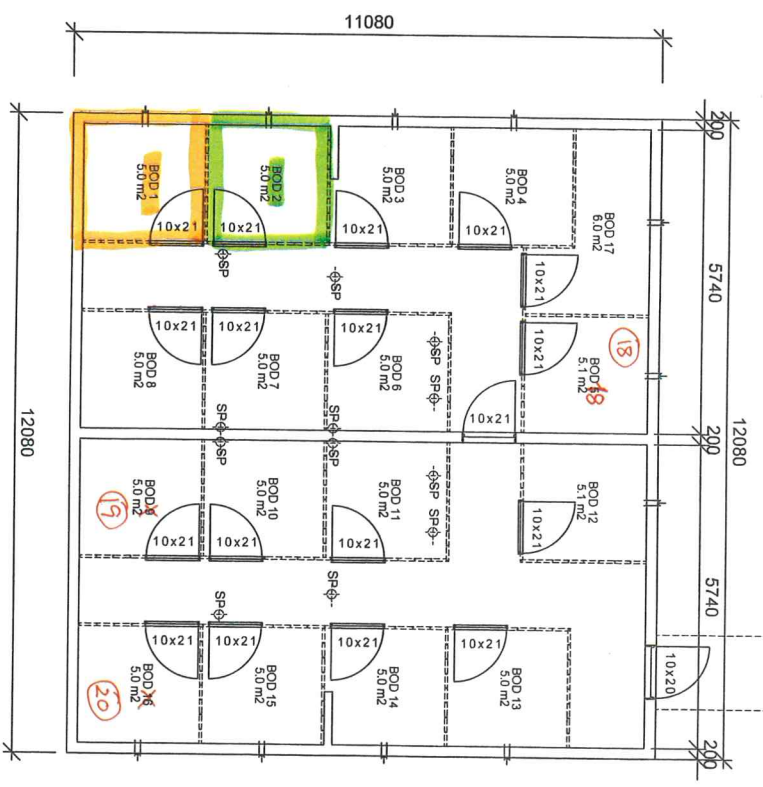 11080
200
BOD 1
5.0 m2
BOD 2
5.0 m2
BOD 3
5.0 m2
BOD 4
5.0 m2
BOD 17
6.0 m2
10x21
10x21
10x21
10x21
SP
SP
10x21
5740
12080
12080
10x21
10x21
10x21
10x21
BOD 8
5.0 m2
BOD 7
5.0 m2
BOD 6
5.0 m2
SP
SP
BOD 5
5.1 m2
18
18
10x21
SP
SP
SP
SP
200
BOD 9
5.0 m2
19
BOD 10
5.0 m2
BOD 11
5.0 m2
SP
SP
BOD 12
5.1 m2
10x21
10x21
10x21
10x21
SP
SP
5740
10x21
10x21
10x21
10x21
10x20
BOD 16
5.0 m2
20
BOD 15
5.0 m2
BOD 14
5.0 m2
BOD 13
5.0 m2
200